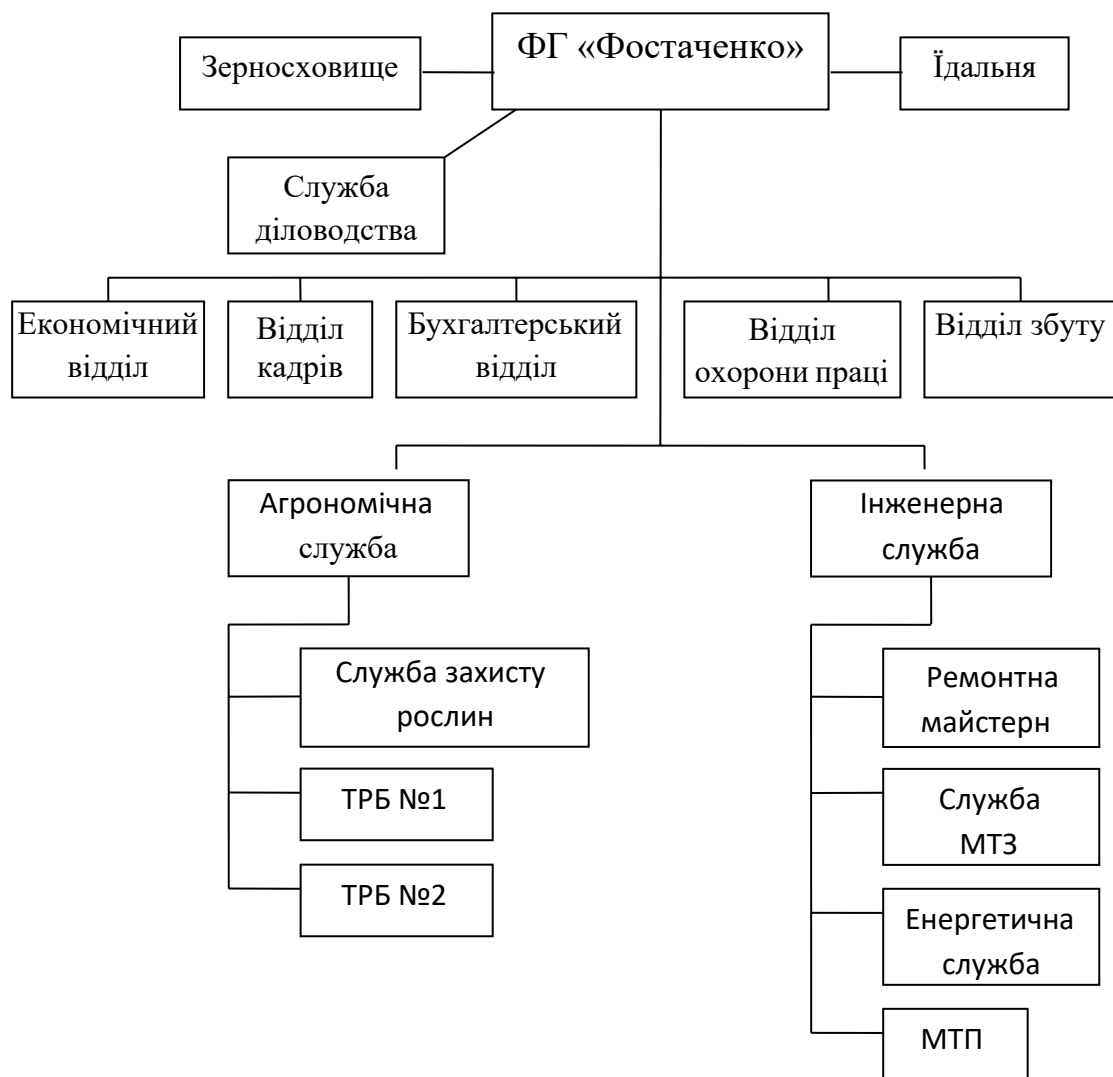 ФГ «Фостаченко»
Зерносховище
Їдальня
Служба
діловодства
Економічний
відділ
Відділ
кадрів
Бухгалтерський
відділ
Відділ
охорони праці
Відділ збуту
Агрономічна
служба
Інженерна
служба
Служба захисту
рослин
ТРБ №1
ТРБ №2
Ремонтна
майстерн
Служба
МТЗ
Енергетична
служба
МТП